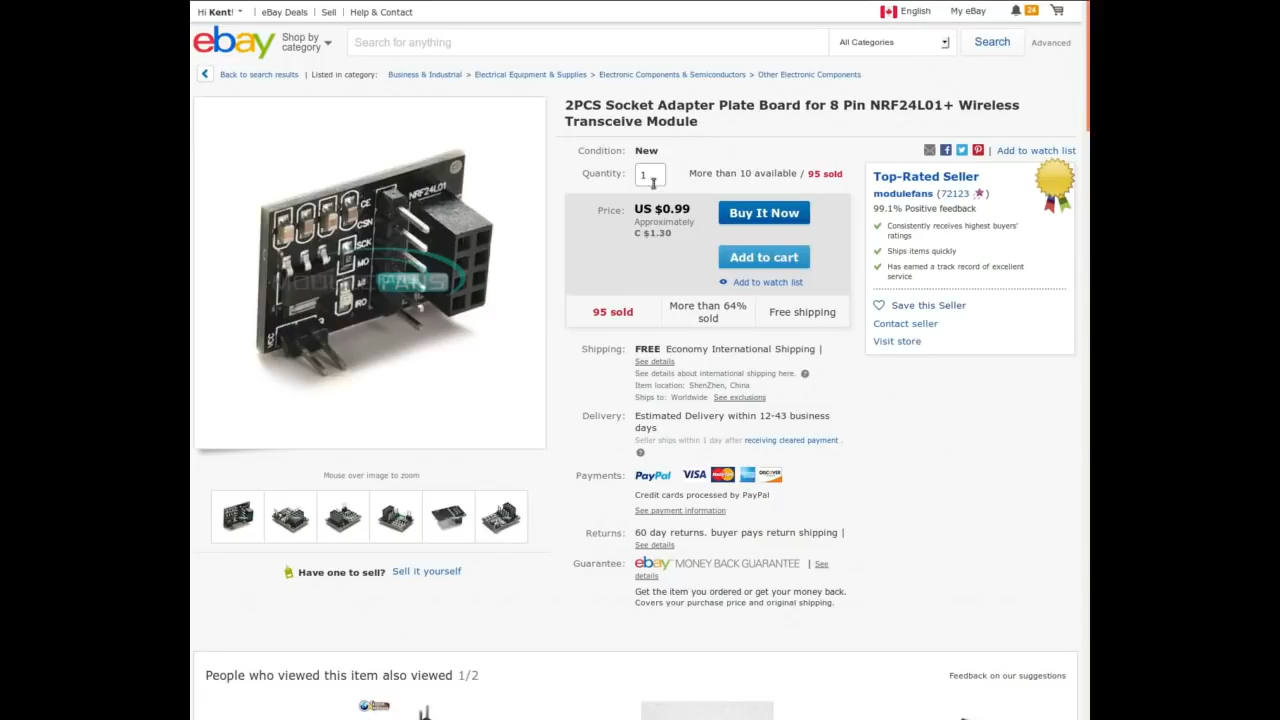 Hi Kent!
eBay Deals
Sell
Help & Contact
English
My eBay
24
ebay
Shop by category
Search for anything
All Categories
Search
Advanced
Back to search results
Listed in category:
Business & Industrial > Electrical Equipment & Supplies > Electronic Components & Semiconductors > Other Electronic Components
2PCS Socket Adapter Plate Board for 8 Pin NRF24L01+ Wireless
Transceive Module
Condition: New
| Add to watch list
Quantity: 1
More than 10 available / 95 sold
Price: US $0.99
Approximately
C $1.30
Buy It Now
Add to cart
Add to watch list
95 sold
More than 64%
sold
Free shipping
Top-Rated Seller
modulefans (72123 )
99.1% Positive feedback
Consistently receives highest buyers'
ratings
Ships items quickly
Has earned a track record of excellent
service
Save this Seller
Contact seller
Visit store
NRF24L01
CE
CSN
SCK
MO
IRO
VCC
Mouse over image to zoom
Have one to sell? Sell it yourself
Shipping: FREE Economy International Shipping |
See details
See details about international shipping here.
Item location: ShenZhen, China
Ships to: Worldwide See exclusions
Delivery: Estimated Delivery within 12-43 business
days
Seller ships within 1 day after receiving cleared payment .
Payments: PayPal VISA MasterCard DISCOVER
Credit cards processed by PayPal
See payment information
Returns: 60 day returns. buyer pays return shipping |
See details
Guarantee: ebay MONEY BACK GUARANTEE | See
details
Get the item you ordered or get your money back.
Covers your purchase price and original shipping.
People who viewed this item also viewed 1/2
Feedback on our suggestions